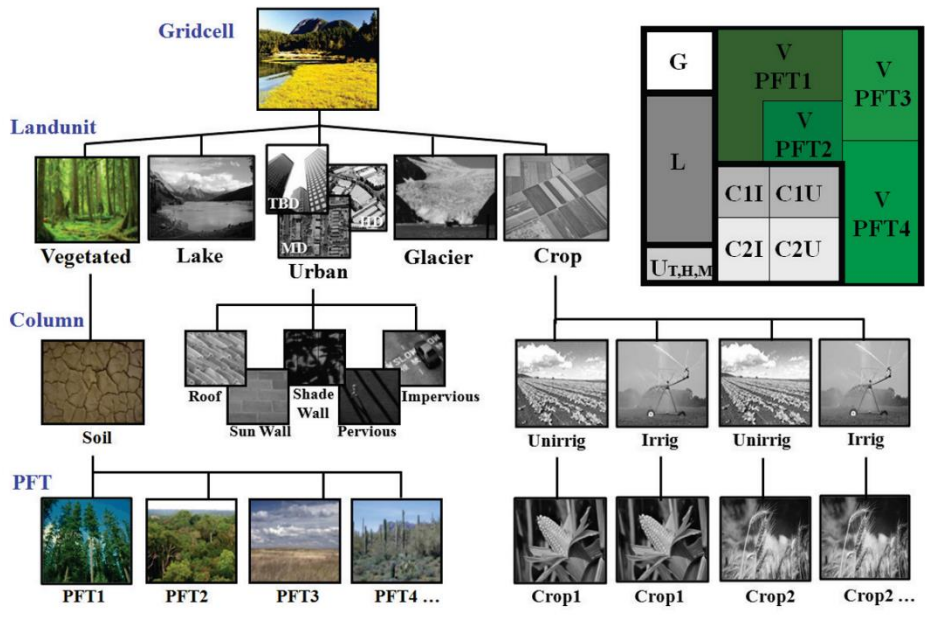 Gridcell
G
V
PFT1
V
PFT3
V
PFT2
L
V
PFT4
C1I
C1U
C2I
C2U
UT,H,M
Landunit
TBD
HD
MD
Vegetated
Lake
Urban
Glacier
Crop
Column
SLOW
Soil
Roof
Sun Wall
Shade
Wall
Pervious
Impervious
Unirrig
Irrig
Unirrig
Irrig
PFT
PFT1
PFT2
PFT3
PFT4 ...
Crop1
Crop1
Crop2
Crop2 ...